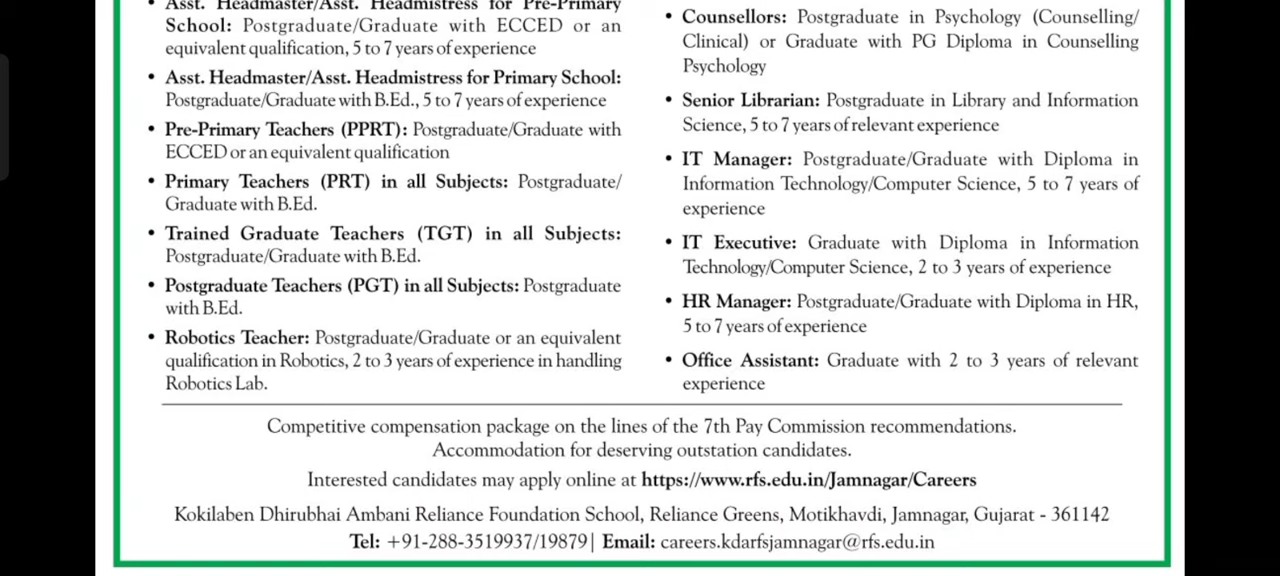 Asst. Headmaster/Asst. Headmistress for Pre-Primary
School: Postgraduate/Graduate with ECCED or an
equivalent qualification, 5 to 7 years of experience
• Asst. Headmaster/Asst. Headmistress for Primary School:
Postgraduate/Graduate with B.Ed., 5 to 7 years of experience
• Pre-Primary Teachers (PPRT): Postgraduate/Graduate with
ECCED or an equivalent qualification
• Primary Teachers (PRT) in all Subjects: Postgraduate/
Graduate with B.Ed.
• Trained Graduate Teachers (TGT) in all Subjects:
Postgraduate/Graduate with B.Ed.
• Postgraduate Teachers (PGT) in all Subjects: Postgraduate
with B.Ed.
• Robotics Teacher: Postgraduate/Graduate or an equivalent
qualification in Robotics, 2 to 3 years of experience in handling
Robotics Lab.
• Counsellors: Postgraduate in Psychology (Counselling/
Clinical) or Graduate with PG Diploma in Counselling
Psychology
• Senior Librarian: Postgraduate in Library and Information
Science, 5 to 7 years of relevant experience
• IT Manager: Postgraduate/Graduate with Diploma in
Information Technology/Computer Science, 5 to 7 years of
experience
• IT Executive: Graduate with Diploma in Information
Technology/Computer Science, 2 to 3 years of experience
• HR Manager: Postgraduate/Graduate with Diploma in HR,
5 to 7 years of experience
• Office Assistant: Graduate with 2 to 3 years of relevant
experience
Competitive compensation package on the lines of the 7th Pay Commission recommendations.
Accommodation for deserving outstation candidates.
Interested candidates may apply online at https://www.rfs.edu.in/Jamnagar/Careers
Kokilaben Dhirubhai Ambani Reliance Foundation School, Reliance Greens, Motikhavdi, Jamnagar, Gujarat - 361142
Tel: +91-288-3519937/19879| Email: careers.kdarfsjamnagar@rfs.edu.in